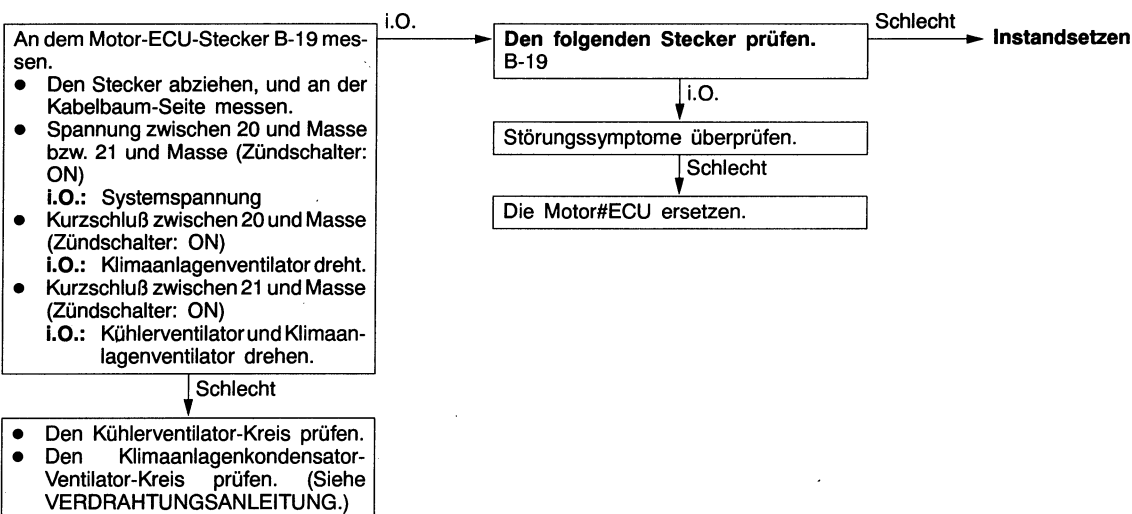 An dem Motor-ECU-Stecker B-19 mes-
sen.
● Den Stecker abziehen, und an der
Kabelbaum-Seite messen.
● Spannung zwischen 20 und Masse
bzw. 21 und Masse (Zündschalter:
ON)
i.O.: Systemspannung
● Kurzschluß zwischen 20 und Masse
(Zündschalter: ON)
i.O.: Klimaanlagenventilator dreht.
● Kurzschluß zwischen 21 und Masse
(Zündschalter: ON)
i.O.: Kühlerventilator und Klimaan-
lagenventilator drehen.
i.O.
Den folgenden Stecker prüfen.
B-19
Schlecht
Instandsetzen
i.O.
Störungssymptome überprüfen.
Schlecht
Die Motor#ECU ersetzen.
Schlecht
● Den Kühlerventilator-Kreis prüfen.
● Den Klimaanlagenkondensator-
Ventilator-Kreis prüfen. (Siehe
VERDRAHTUNGSANLEITUNG.)